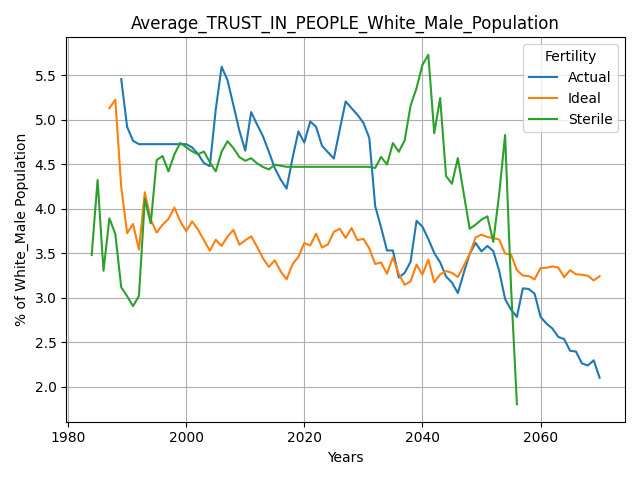 Average_TRUST_IN_PEOPLE_White_Male_Population
Fertility
Actual
Ideal
Sterile
% of White_Male Population
5.5
5.0
4.5
4.0
3.5
3.0
2.5
2.0
1980
2000
2020
2040
2060
Years